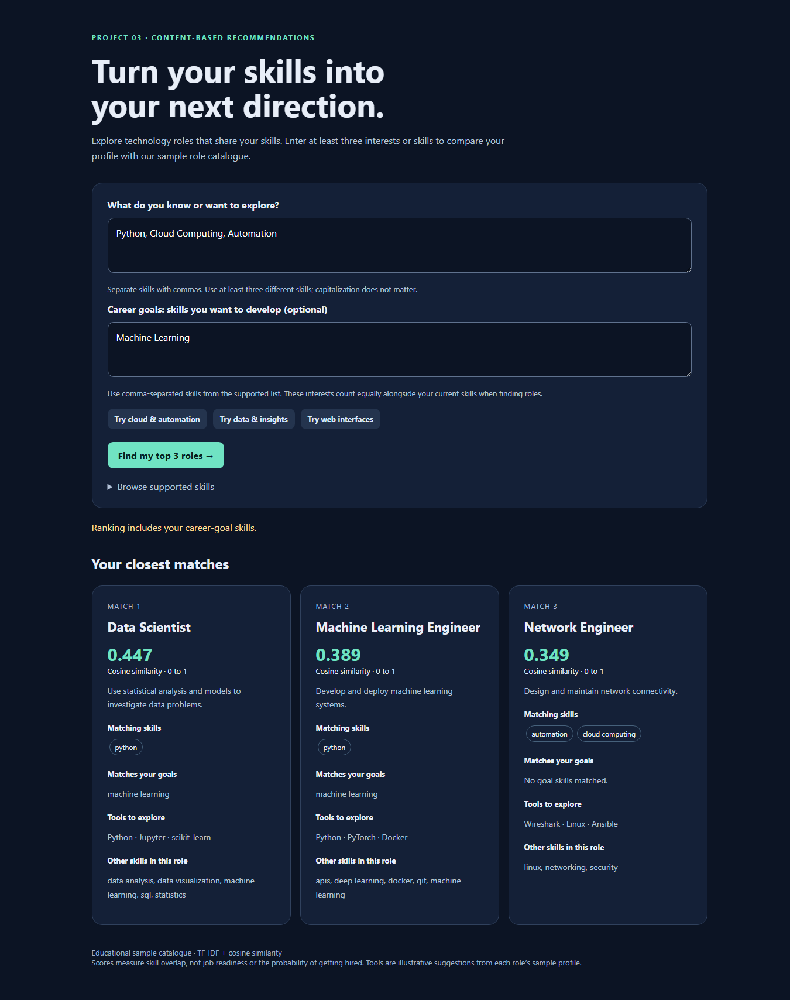 PROJECT 03 · CONTENT-BASED RECOMMENDATIONS
Turn your skills into
your next direction.
Explore technology roles that share your skills. Enter at least three interests or skills to compare your
profile with our sample role catalogue.
What do you know or want to explore?
Python, Cloud Computing, Automation
Separate skills with commas. Use at least three different skills; capitalization does not matter.
Career goals: skills you want to develop (optional)
Machine Learning
Use comma-separated skills from the supported list. These interests count equally alongside your current skills when finding roles.
Try cloud & automation
Try data & insights
Try web interfaces
Find my top 3 roles →
▶ Browse supported skills
Ranking includes your career-goal skills.
Your closest matches
MATCH 1
Data Scientist
0.447
Cosine similarity · 0 to 1
Use statistical analysis and models to
investigate data problems.
Matching skills
python
Matches your goals
machine learning
Tools to explore
Python · Jupyter · scikit-learn
Other skills in this role
data analysis, data visualization, machine
learning, sql, statistics
MATCH 2
Machine Learning Engineer
0.389
Cosine similarity · 0 to 1
Develop and deploy machine learning
systems.
Matching skills
python
Matches your goals
machine learning
Tools to explore
Python · PyTorch · Docker
Other skills in this role
apis, deep learning, docker, git, machine
learning
MATCH 3
Network Engineer
0.349
Cosine similarity · 0 to 1
Design and maintain network connectivity.
Matching skills
automation
cloud computing
Matches your goals
No goal skills matched.
Tools to explore
Wireshark · Linux · Ansible
Other skills in this role
linux, networking, security
Educational sample catalogue · TF-IDF + cosine similarity
Scores measure skill overlap, not job readiness or the probability of getting hired. Tools are illustrative suggestions from each role's sample profile.